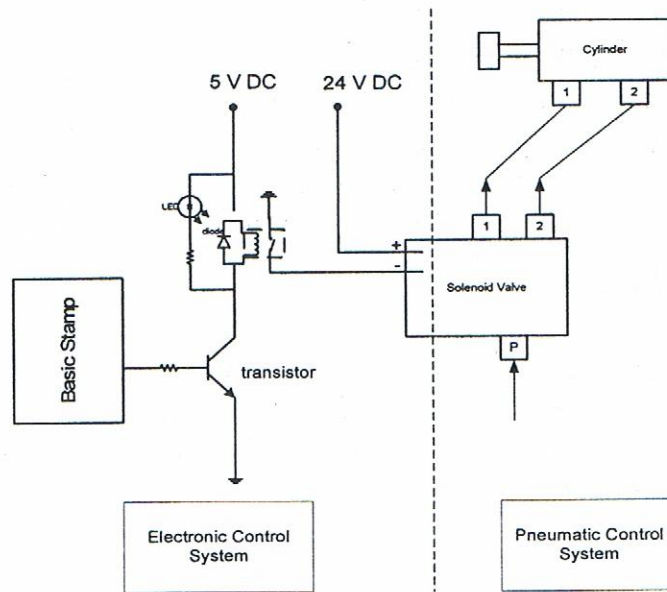 Cylinder
1
2
5 V DC
24 V DC
LED
diode
1
2
+
-
Solenoid Valve
P
Basic Stamp
transistor
Electronic Control
System
Pneumatic Control
System